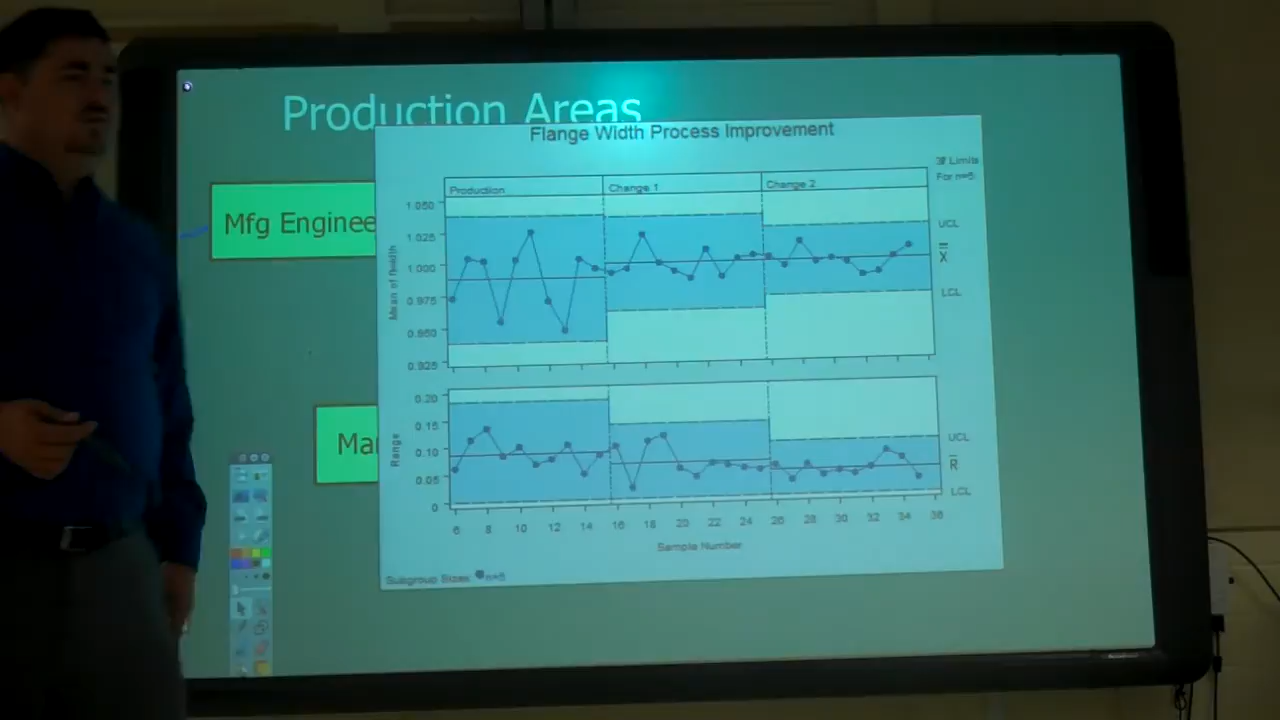 Production Areas
Flange Width Process Improvement
3σ Limits
For n=5:
Mfg Enginee
Production
Change 1
Change 2
1.050
1.025
1.000
0.975
0.950
0.925
Mean of flwidth
UCL
X
LCL
Mar
0.20
0.15
0.10
0.05
0
Range
UCL
R
LCL
6 8 10 12 14 16 18 20 22 24 26 28 30 32 34 36
Sample Number
Subgroup Sizes: n=5